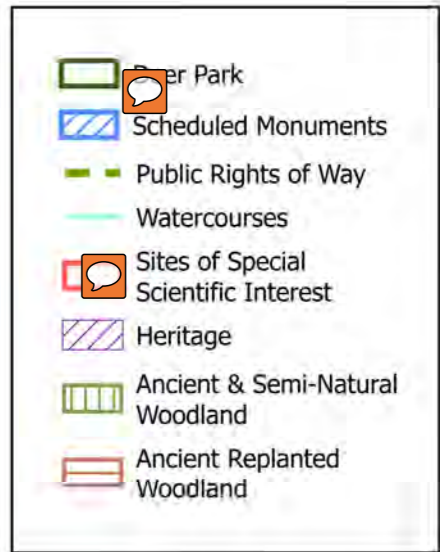 Deer Park
Scheduled Monuments
Public Rights of Way
Watercourses
Sites of Special
Scientific Interest
Heritage
Ancient & Semi-Natural
Woodland
Ancient Replanted
Woodland